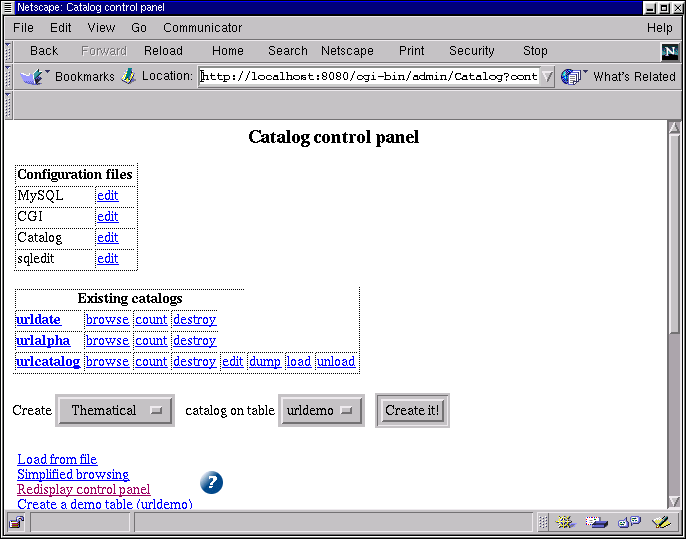 Netscape: Catalog control panel
File Edit View Go Communicator Help
Back Forward Reload Home Search Netscape Print Security Stop N
Bookmarks Location: http://localhost:8080/cgi-bin/admin/Catalog?cont What's Related
Catalog control panel
Configuration files
MySQL edit
CGI edit
Catalog edit
sqledit edit
Existing catalogs
urldate browse count destroy
urlalpha browse count destroy
urlcatalog browse count destroy edit dump load unload
Create Thematical catalog on table urldemo Create it!
Load from file
Simplified browsing
Redisplay control panel ?
Create a demo table (urldemo)